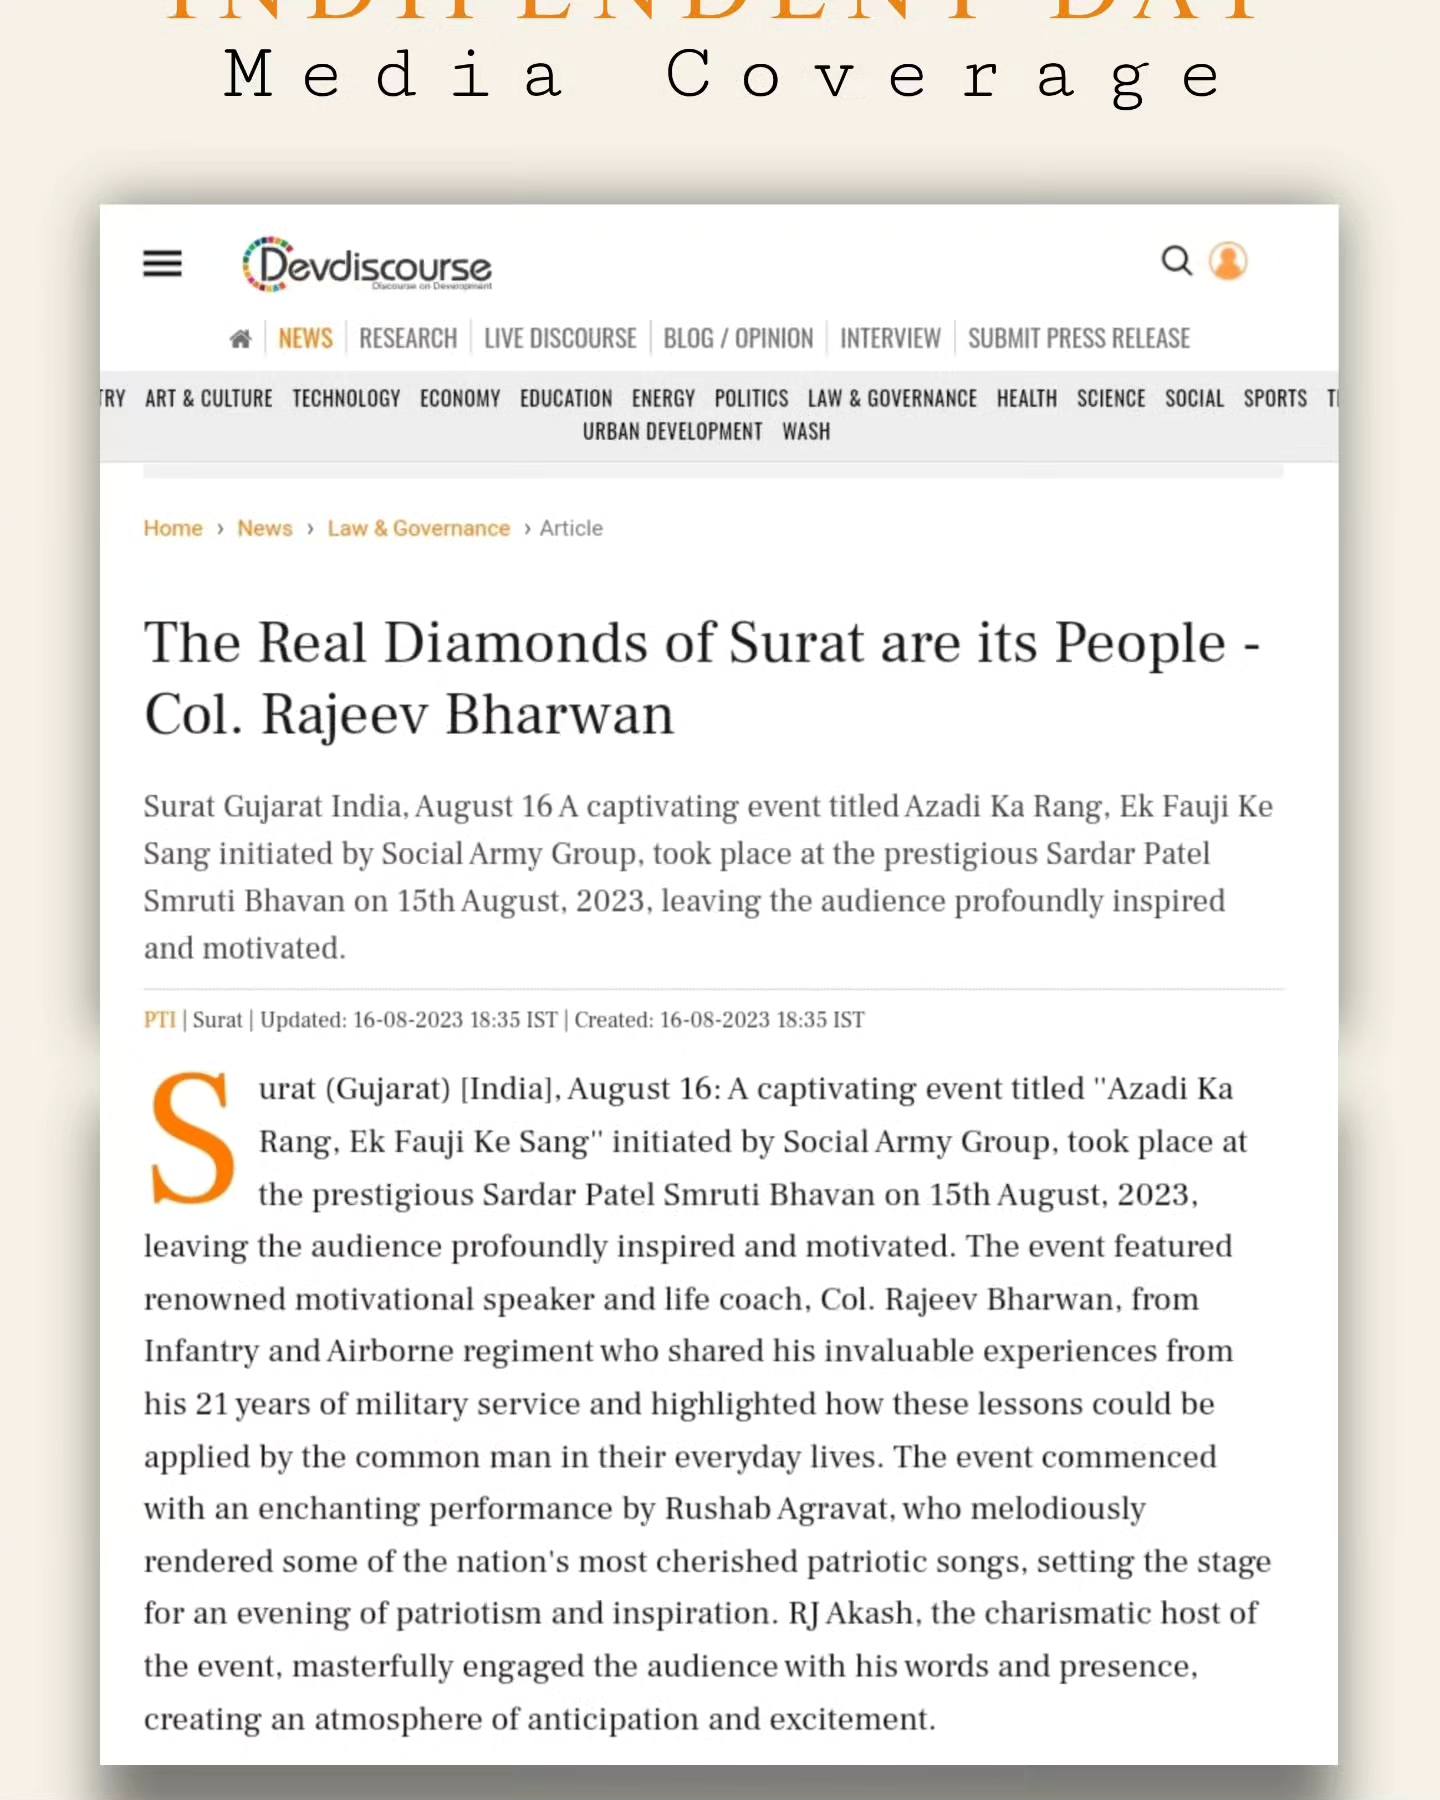 INDIPENDENT DAY
Media Coverage
Devdiscourse
Discourse on Development
NEWS RESEARCH LIVE DISCOURSE BLOG / OPINION INTERVIEW SUBMIT PRESS RELEASE
TRY ART & CULTURE TECHNOLOGY ECONOMY EDUCATION ENERGY POLITICS LAW & GOVERNANCE HEALTH SCIENCE SOCIAL SPORTS
URBAN DEVELOPMENT WASH
Home › News › Law & Governance › Article
The Real Diamonds of Surat are its People -
Col. Rajeev Bharwan
Surat Gujarat India, August 16 A captivating event titled Azadi Ka Rang, Ek Fauji Ke
Sang initiated by Social Army Group, took place at the prestigious Sardar Patel
Smruti Bhavan on 15th August, 2023, leaving the audience profoundly inspired
and motivated.
PTI | Surat | Updated: 16-08-2023 18:35 IST | Created: 16-08-2023 18:35 IST
Surat (Gujarat) [India], August 16: A captivating event titled "Azadi Ka
Rang, Ek Fauji Ke Sang" initiated by Social Army Group, took place at
the prestigious Sardar Patel Smruti Bhavan on 15th August, 2023,
leaving the audience profoundly inspired and motivated. The event featured
renowned motivational speaker and life coach, Col. Rajeev Bharwan, from
Infantry and Airborne regiment who shared his invaluable experiences from
his 21 years of military service and highlighted how these lessons could be
applied by the common man in their everyday lives. The event commenced
with an enchanting performance by Rushab Agravat, who melodiously
rendered some of the nation's most cherished patriotic songs, setting the stage
for an evening of patriotism and inspiration. RJ Akash, the charismatic host of
the event, masterfully engaged the audience with his words and presence,
creating an atmosphere of anticipation and excitement.